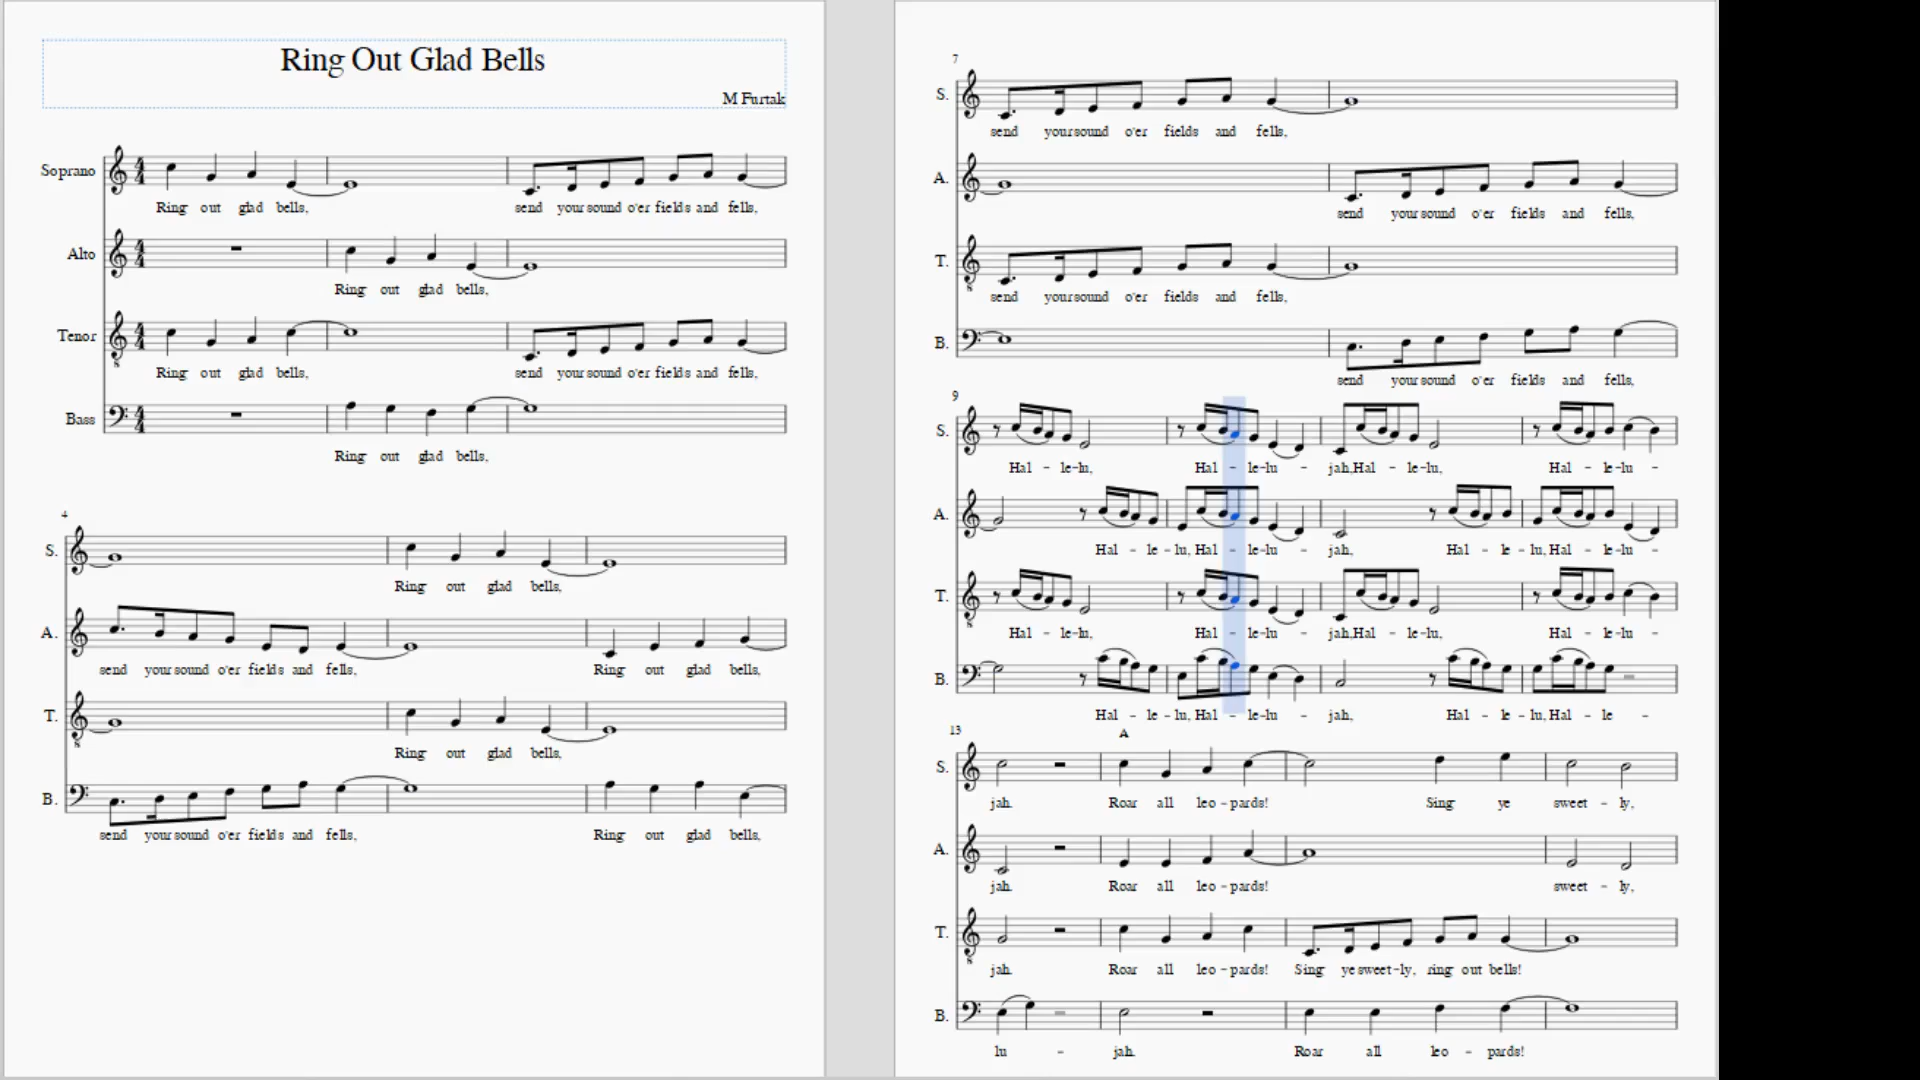 Ring Out Glad Bells
M Furtak
Soprano
Ring out glad bells, send your sound o'er fields and fells,
Alto
Ring out glad bells,
Tenor
Ring out glad bells, send your sound o'er fields and fells,
Bass
Ring out glad bells,
4
S.
Ring out glad bells,
A.
send your sound o'er fields and fells, Ring out glad bells,
T.
Ring out glad bells,
B.
send your sound o'er fields and fells, Ring out glad bells,
7
S.
send your sound o'er fields and fells,
A.
send your sound o'er fields and fells,
T.
send your sound o'er fields and fells,
B.
send your sound o'er fields and fells,
9
S.
Hal - le-lu, Hal - le-lu - jah, Hal - le-lu, Hal - le-lu -
A.
Hal - le - lu, Hal - le-lu - jah, Hal - le - lu, Hal - le-lu -
T.
Hal - le-lu, Hal - le-lu - jah, Hal - le-lu, Hal - le-lu -
B.
Hal - le - lu, Hal - le-lu - jah, Hal - le - lu, Hal - le -
13
A
S.
jah. Roar all leo - pards! Sing ye sweet - ly,
A.
jah. Roar all leo - pards! sweet - ly,
T.
jah. Roar all leo - pards! Sing ye sweet - ly, ring out bells!
B.
lu - jah. Roar all leo - pards!